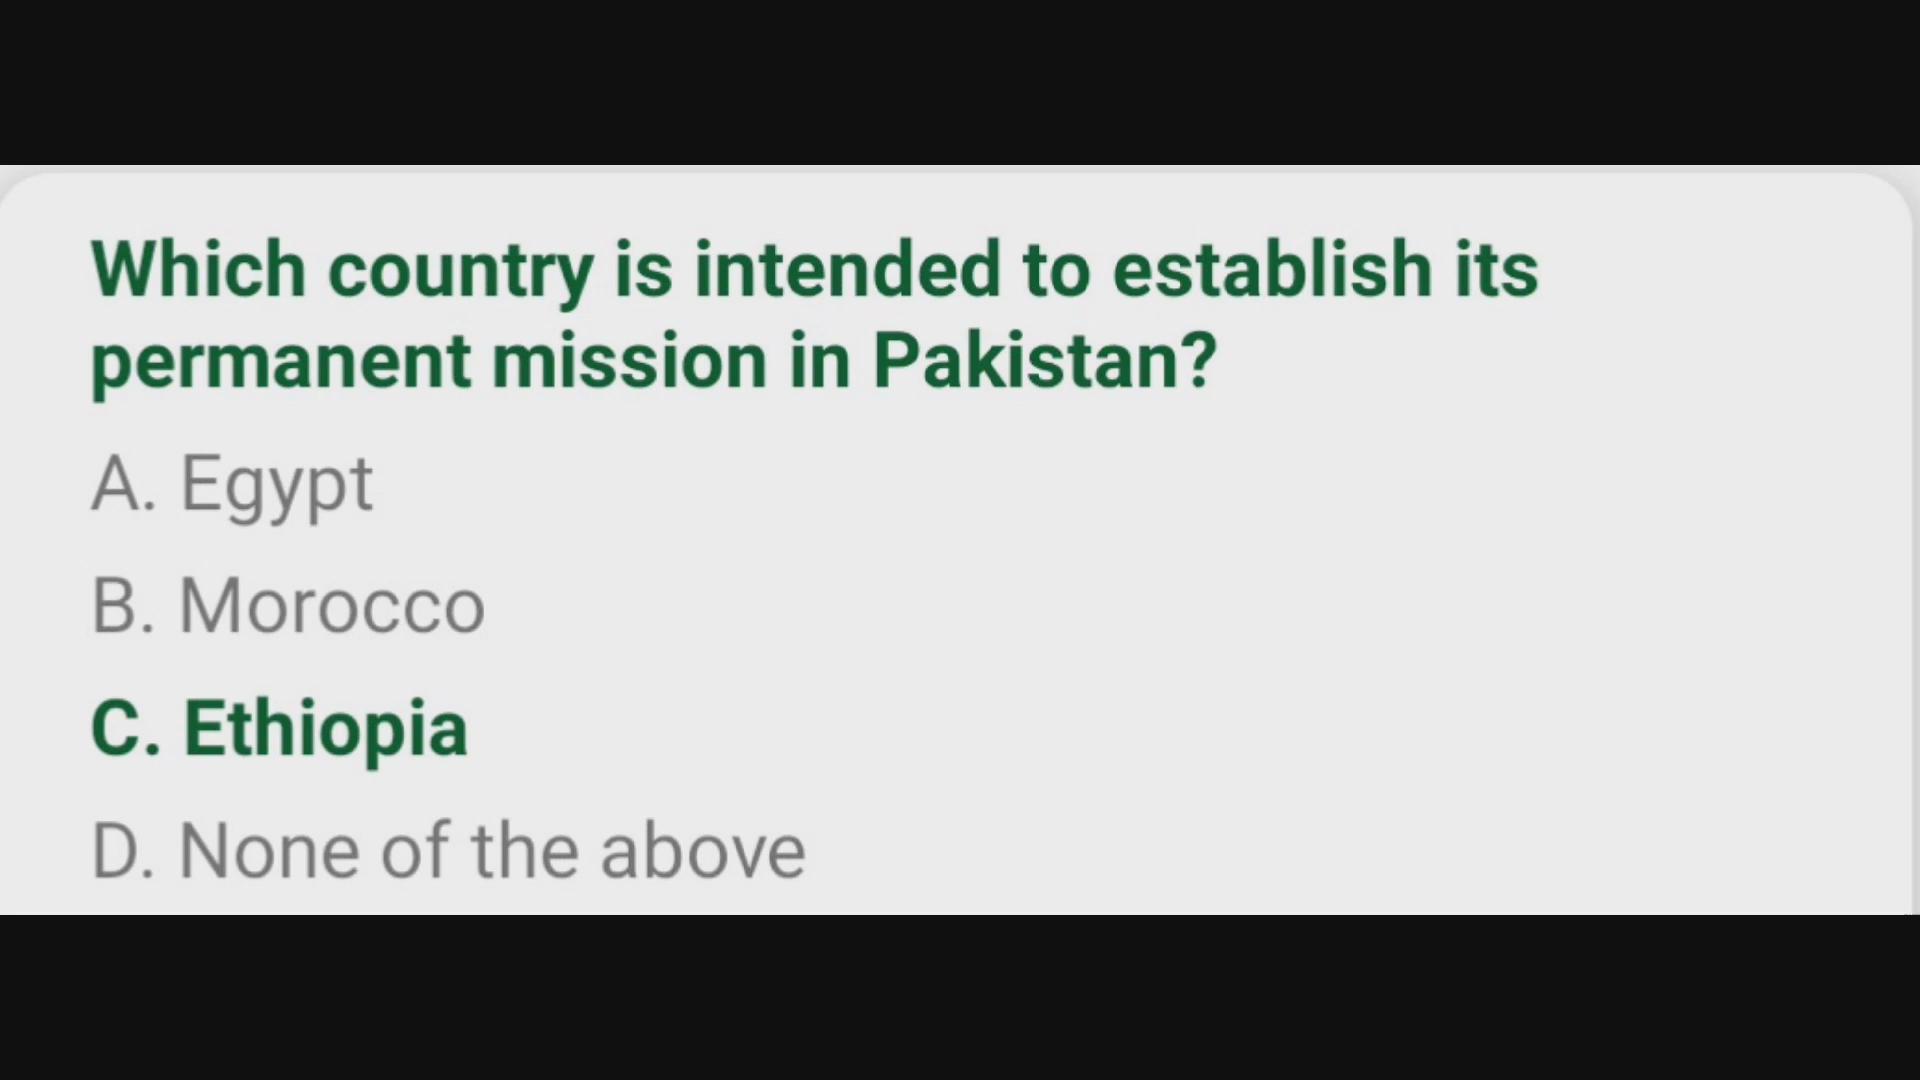 Which country is intended to establish its
permanent mission in Pakistan?
A. Egypt
B. Morocco
C. Ethiopia
D. None of the above